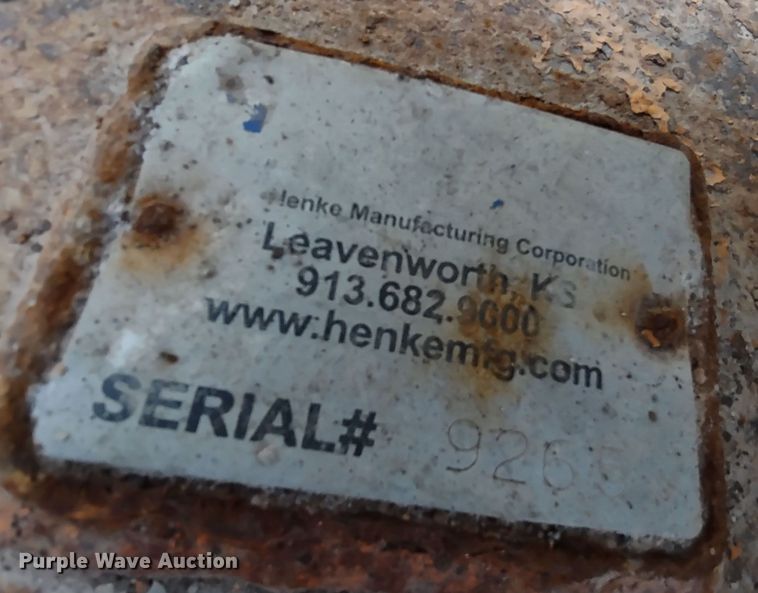 Henke Manufacturing Corporation
Leavenworth, KS
913.682.9000
www.henkemfg.com
SERIAL#
Purple Wave Auction